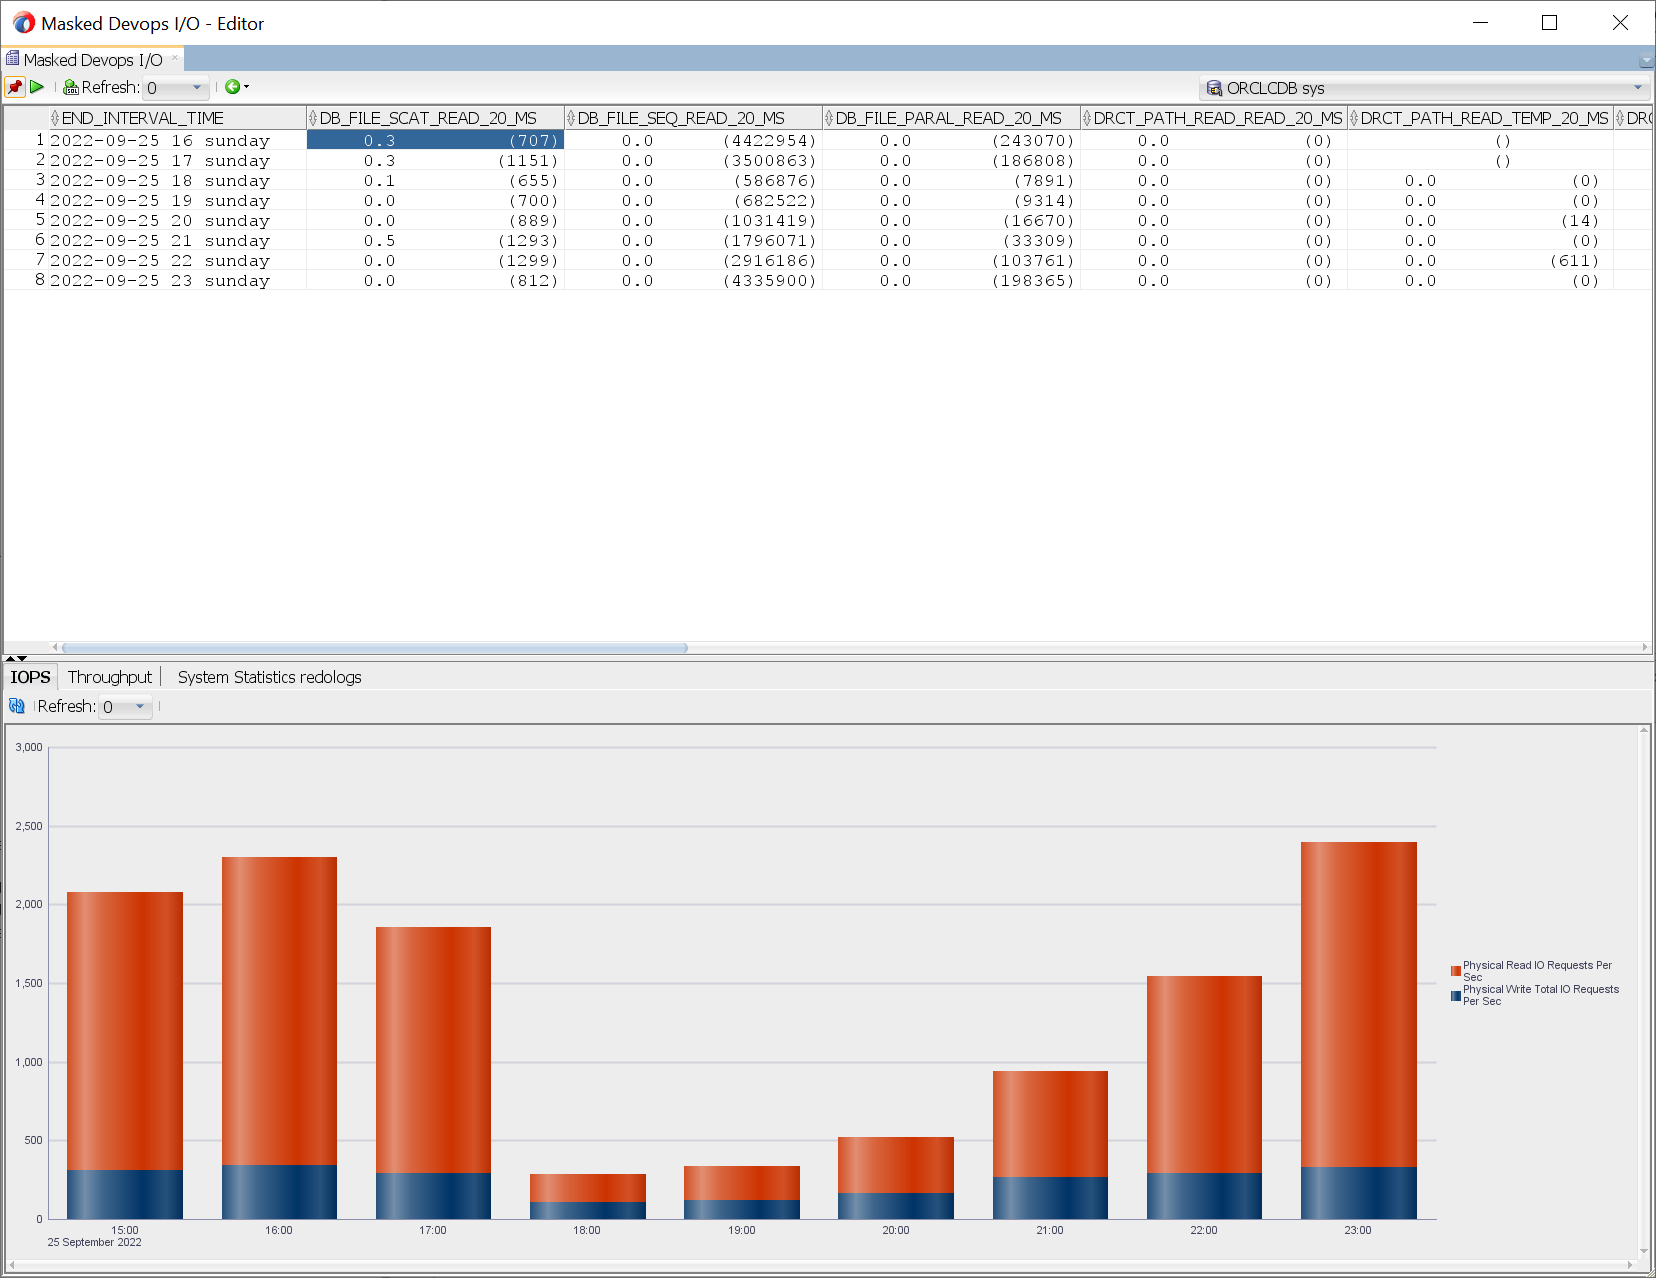 Masked Devops I/O - Editor
Masked Devops I/O
Refresh: 0
ORCLCDB sys
END_INTERVAL_TIME DB_FILE_SCAT_READ_20_MS DB_FILE_SEQ_READ_20_MS DB_FILE_PARAL_READ_20_MS DRCT_PATH_READ_READ_20_MS DRCT_PATH_READ_TEMP_20_MS DRC
1 2022-09-25 16 sunday 0.3 (707) 0.0 (4422954) 0.0 (243070) 0.0 (0) ()
2 2022-09-25 17 sunday 0.3 (1151) 0.0 (3500863) 0.0 (186808) 0.0 (0) ()
3 2022-09-25 18 sunday 0.1 (655) 0.0 (586876) 0.0 (7891) 0.0 (0) 0.0 (0)
4 2022-09-25 19 sunday 0.0 (700) 0.0 (682522) 0.0 (9314) 0.0 (0) 0.0 (0)
5 2022-09-25 20 sunday 0.0 (889) 0.0 (1031419) 0.0 (16670) 0.0 (0) 0.0 (14)
6 2022-09-25 21 sunday 0.5 (1293) 0.0 (1796071) 0.0 (33309) 0.0 (0) 0.0 (0)
7 2022-09-25 22 sunday 0.0 (1299) 0.0 (2916186) 0.0 (103761) 0.0 (0) 0.0 (611)
8 2022-09-25 23 sunday 0.0 (812) 0.0 (4335900) 0.0 (198365) 0.0 (0) 0.0 (0)
IOPS Throughput System Statistics redologs
Refresh: 0
3,000
2,500
2,000
1,500
1,000
500
0
Physical Read IO Requests Per
Sec
Physical Write Total IO Requests
Per Sec
15:00 16:00 17:00 18:00 19:00 20:00 21:00 22:00 23:00
25 September 2022